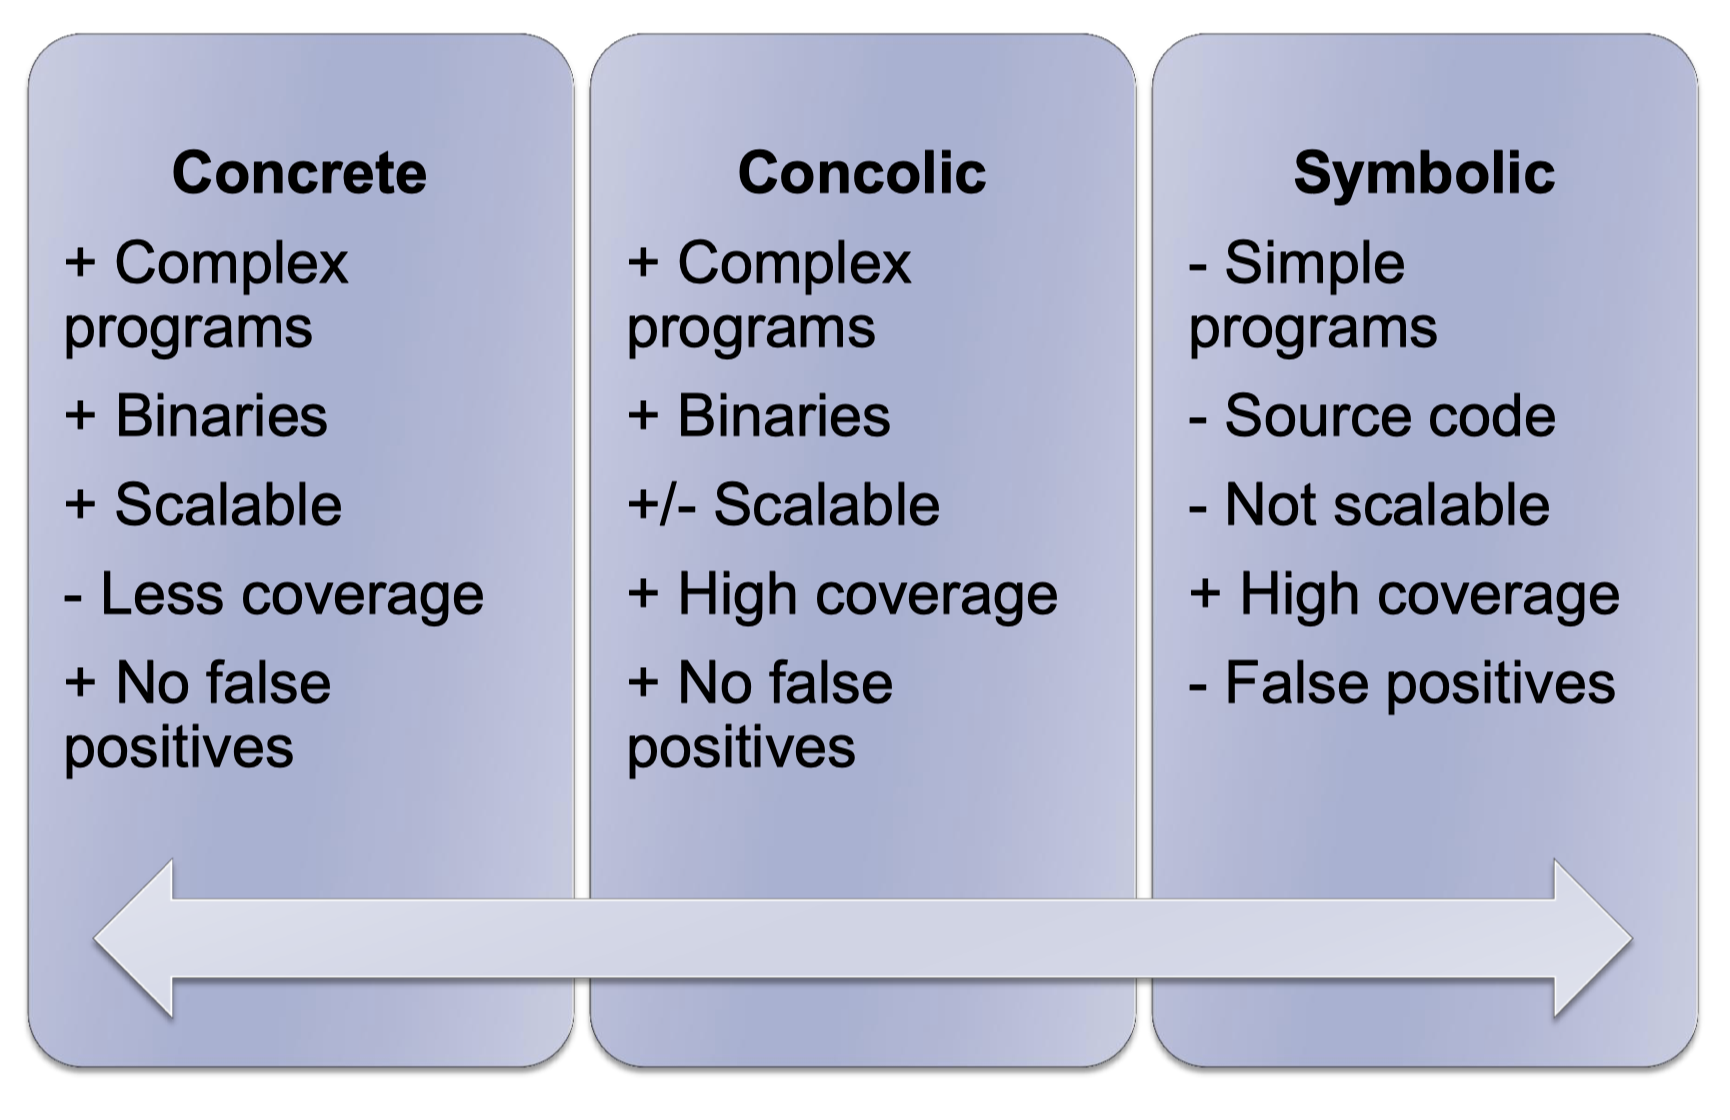 Concrete
+ Complex
programs
+ Binaries
+ Scalable
- Less coverage
+ No false
positives
Concolic
+ Complex
programs
+ Binaries
+/- Scalable
+ High coverage
+ No false
positives
Symbolic
- Simple
programs
- Source code
- Not scalable
+ High coverage
- False positives